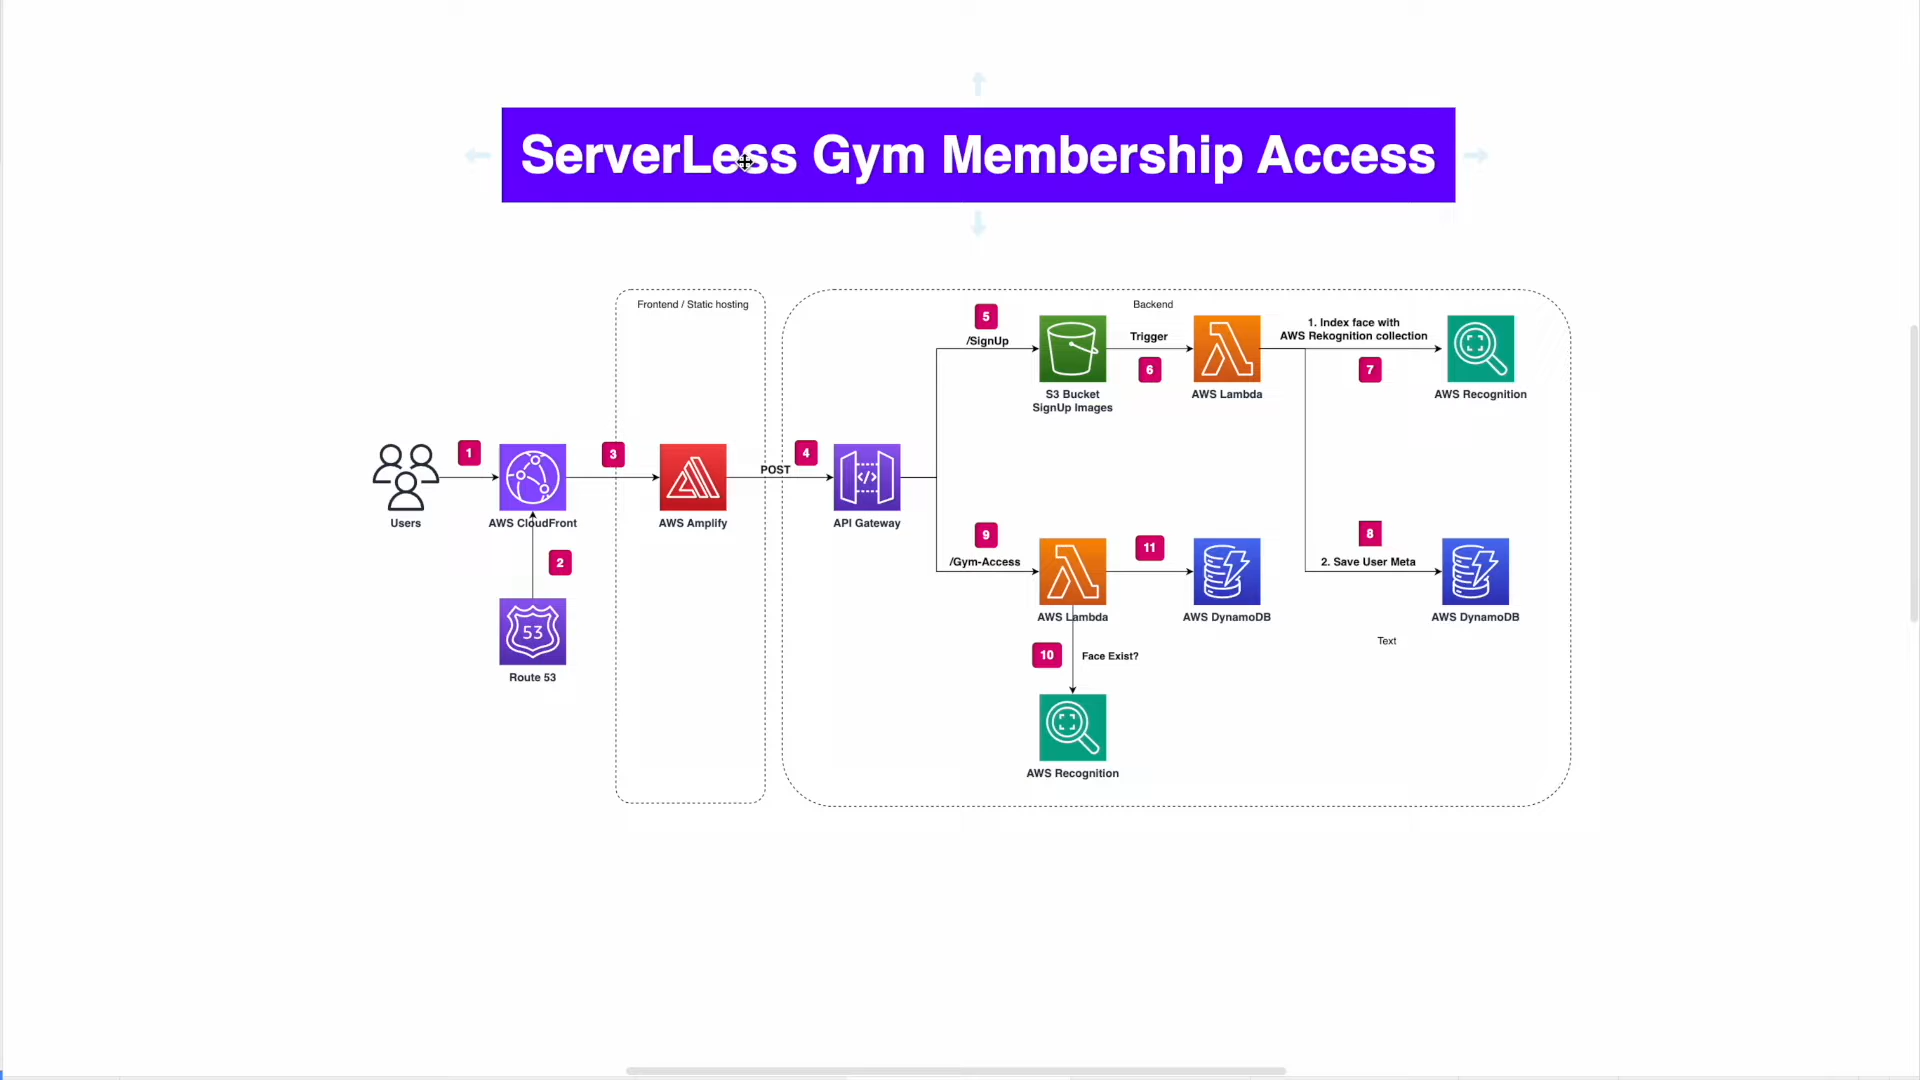 ServerLess Gym Membership Access
Frontend / Static hosting
Backend
5
/SignUp
Trigger
6
1. Index face with
AWS Rekognition collection
7
S3 Bucket
SignUp Images
AWS Lambda
AWS Recognition
1
3
4
POST
Users
AWS CloudFront
AWS Amplify
API Gateway
2
53
Route 53
9
/Gym-Access
11
8
2. Save User Meta
AWS Lambda
AWS DynamoDB
AWS DynamoDB
Text
10
Face Exist?
AWS Recognition